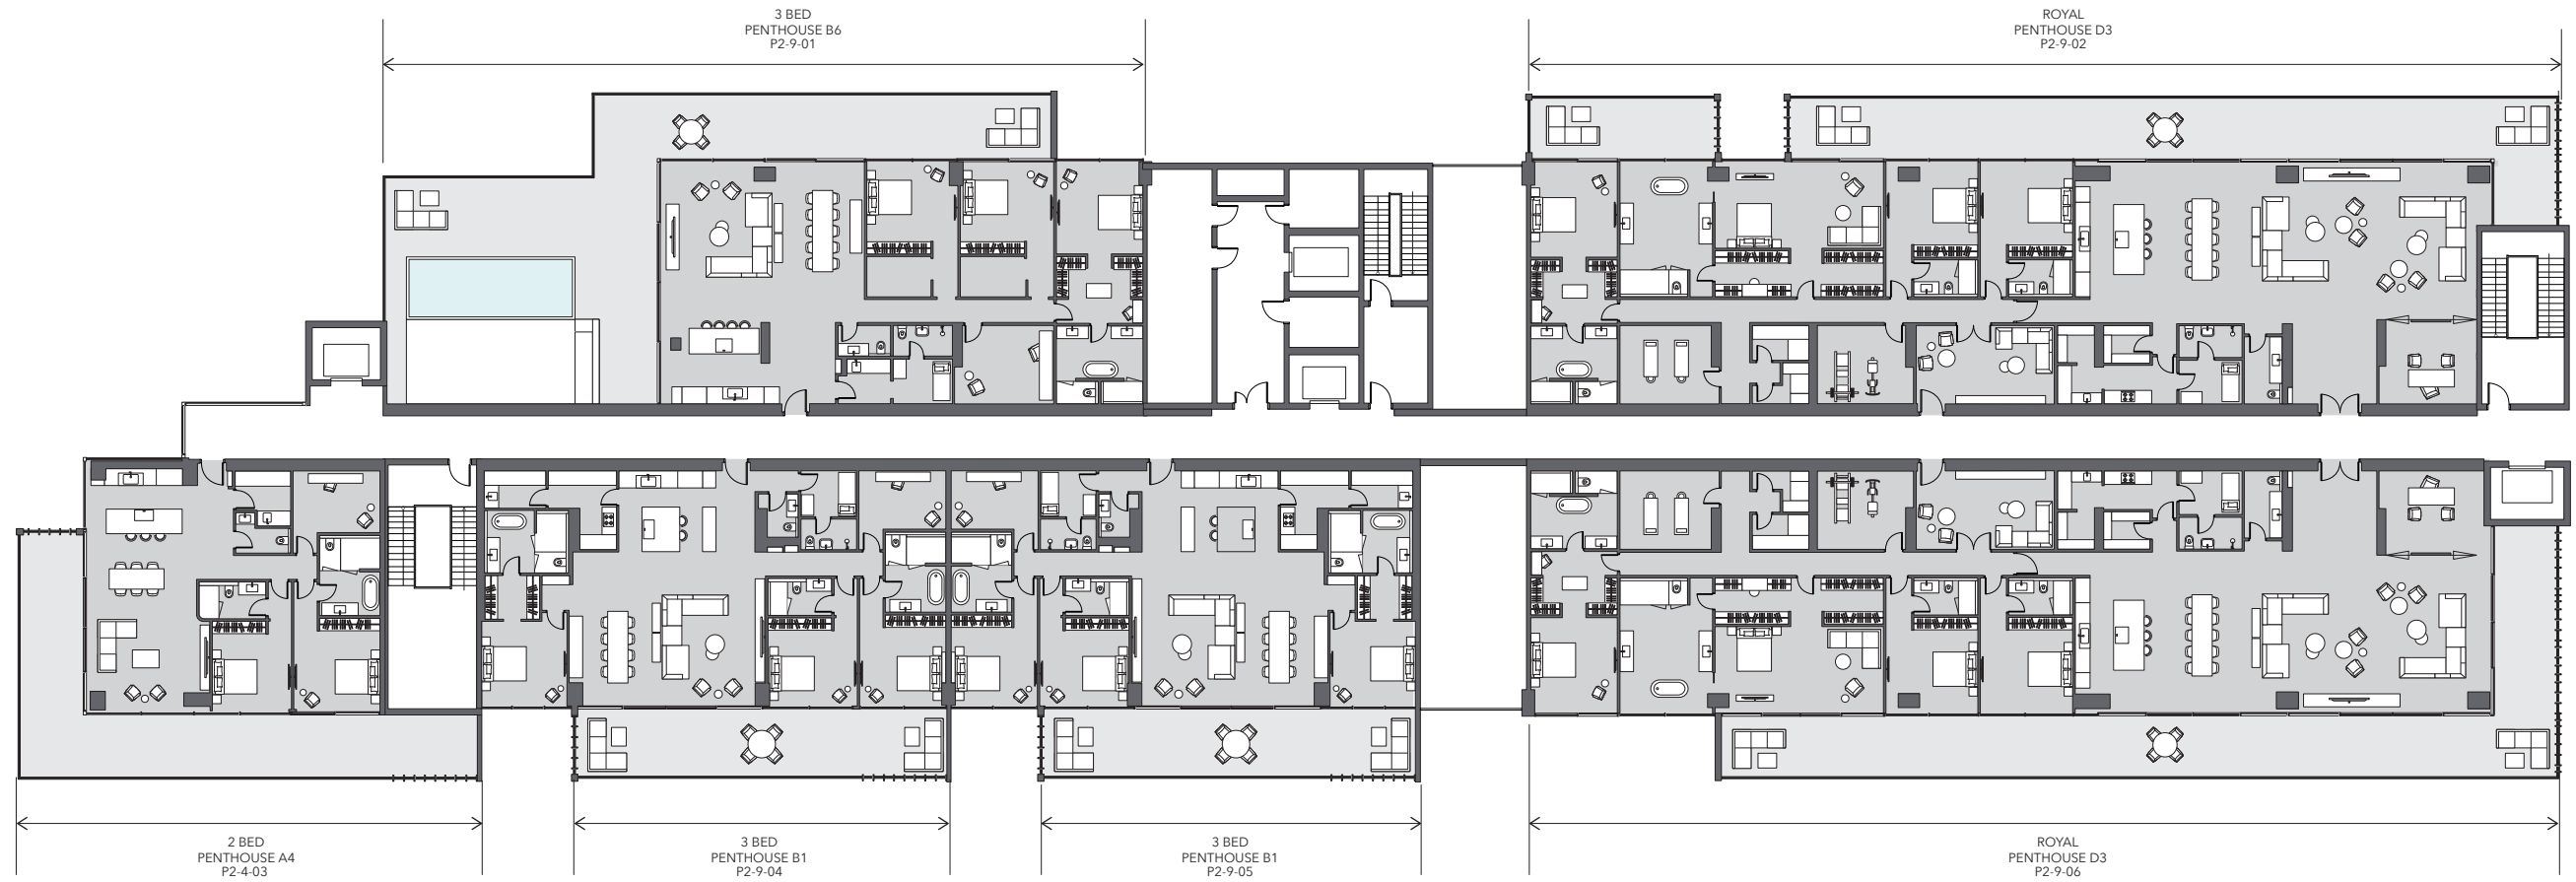 3 BED
PENTHOUSE B6
P2-9-01
ROYAL
PENTHOUSE D3
P2-9-02
2 BED
PENTHOUSE A4
P2-4-03
3 BED
PENTHOUSE B1
P2-9-04
3 BED
PENTHOUSE B1
P2-9-05
ROYAL
PENTHOUSE D3
P2-9-06